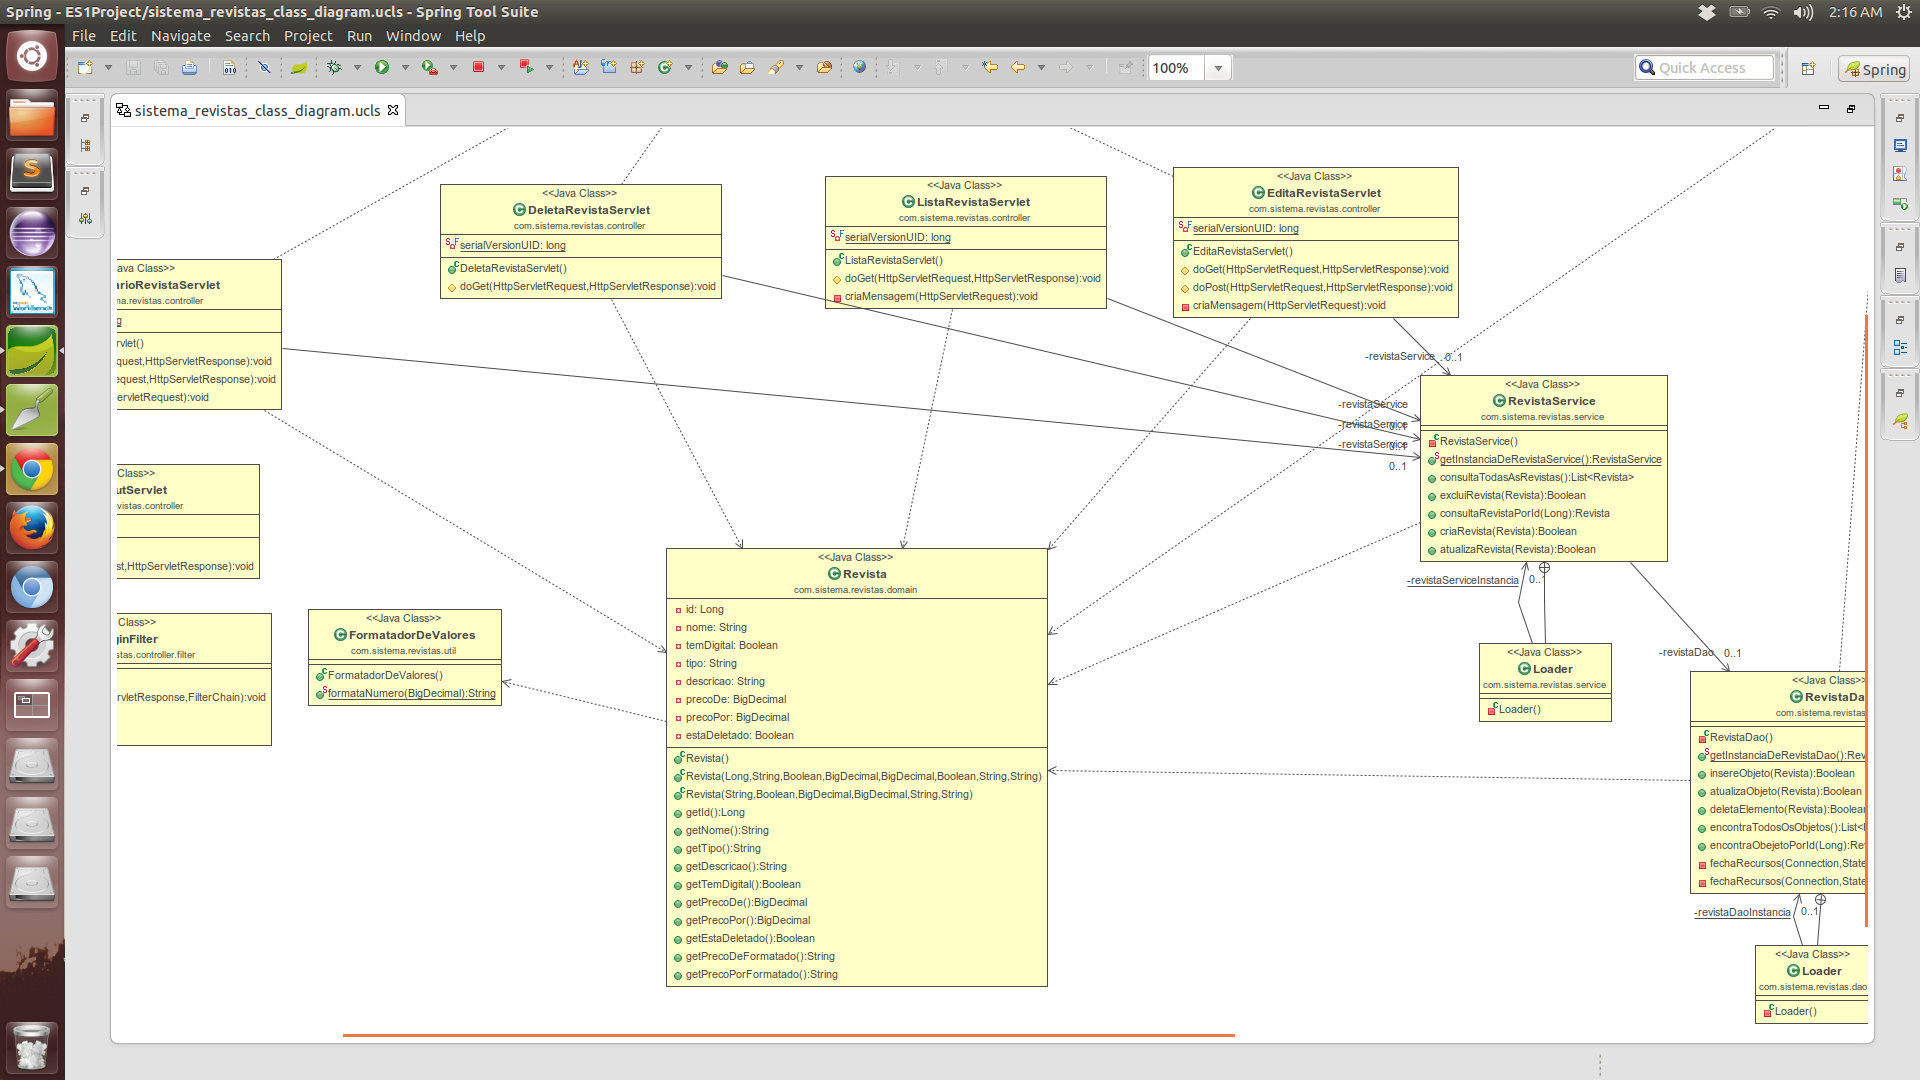 Spring - ES1Project/sistema_revistas_class_diagram.ucls - Spring Tool Suite
2:16 AM
File Edit Navigate Search Project Run Window Help
100%
Quick Access
Spring
sistema_revistas_class_diagram.ucls
<<Java Class>>
DeletaRevistaServlet
com.sistema.revistas.controller
serialVersionUID: long
DeletaRevistaServlet()
doGet(HttpServletRequest,HttpServletResponse):void
<<Java Class>>
ListaRevistaServlet
com.sistema.revistas.controller
serialVersionUID: long
ListaRevistaServlet()
doGet(HttpServletRequest,HttpServletResponse):void
criaMensagem(HttpServletRequest):void
<<Java Class>>
EditaRevistaServlet
com.sistema.revistas.controller
serialVersionUID: long
EditaRevistaServlet()
doGet(HttpServletRequest,HttpServletResponse):void
doPost(HttpServletRequest,HttpServletResponse):void
criaMensagem(HttpServletRequest):void
ava Class>>
arioRevistaServlet
ma.revistas.controller
g
rvlet()
quest,HttpServletResponse):void
equest,HttpServletResponse):void
ervletRequest):void
-revistaService 0..1
-revistaService
-revistaService 0..1
-revistaService 0..1
0..1
<<Java Class>>
RevistaService
com.sistema.revistas.service
RevistaService()
getInstanciaDeRevistaService():RevistaService
consultaTodasAsRevistas():List<Revista>
excluiRevista(Revista):Boolean
consultaRevistaPorId(Long):Revista
criaRevista(Revista):Boolean
atualizaRevista(Revista):Boolean
Class>>
utServlet
evistas.controller
st,HttpServletResponse):void
Class>>
ginFilter
stas.controller.filter
rvletResponse,FilterChain):void
<<Java Class>>
FormatadorDeValores
com.sistema.revistas.util
FormatadorDeValores()
formataNumero(BigDecimal):String
<<Java Class>>
Revista
com.sistema.revistas.domain
id: Long
nome: String
temDigital: Boolean
tipo: String
descricao: String
precoDe: BigDecimal
precoPor: BigDecimal
estaDeletado: Boolean
Revista()
Revista(Long,String,Boolean,BigDecimal,BigDecimal,Boolean,String,String)
Revista(String,Boolean,BigDecimal,BigDecimal,String,String)
getId():Long
getNome():String
getTipo():String
getDescricao():String
getTemDigital():Boolean
getPrecoDe():BigDecimal
getPrecoPor():BigDecimal
getEstaDeletado():Boolean
getPrecoDeFormatado():String
getPrecoPorFormatado():String
-revistaServiceInstancia 0..1
<<Java Class>>
Loader
com.sistema.revistas.service
Loader()
-revistaDao 0..1
<<Java Class>>
RevistaDa
com.sistema.revistas
RevistaDao()
getInstanciaDeRevistaDao():Rev
insereObjeto(Revista):Boolean
atualizaObjeto(Revista):Boolean
deletaElemento(Revista):Boolean
encontraTodosOsObjetos():List<
encontraObejetoPorId(Long):Re
fechaRecursos(Connection,State
fechaRecursos(Connection,State
-revistaDaoInstancia 0..1
<<Java Class>>
Loader
com.sistema.revistas.dao
Loader()